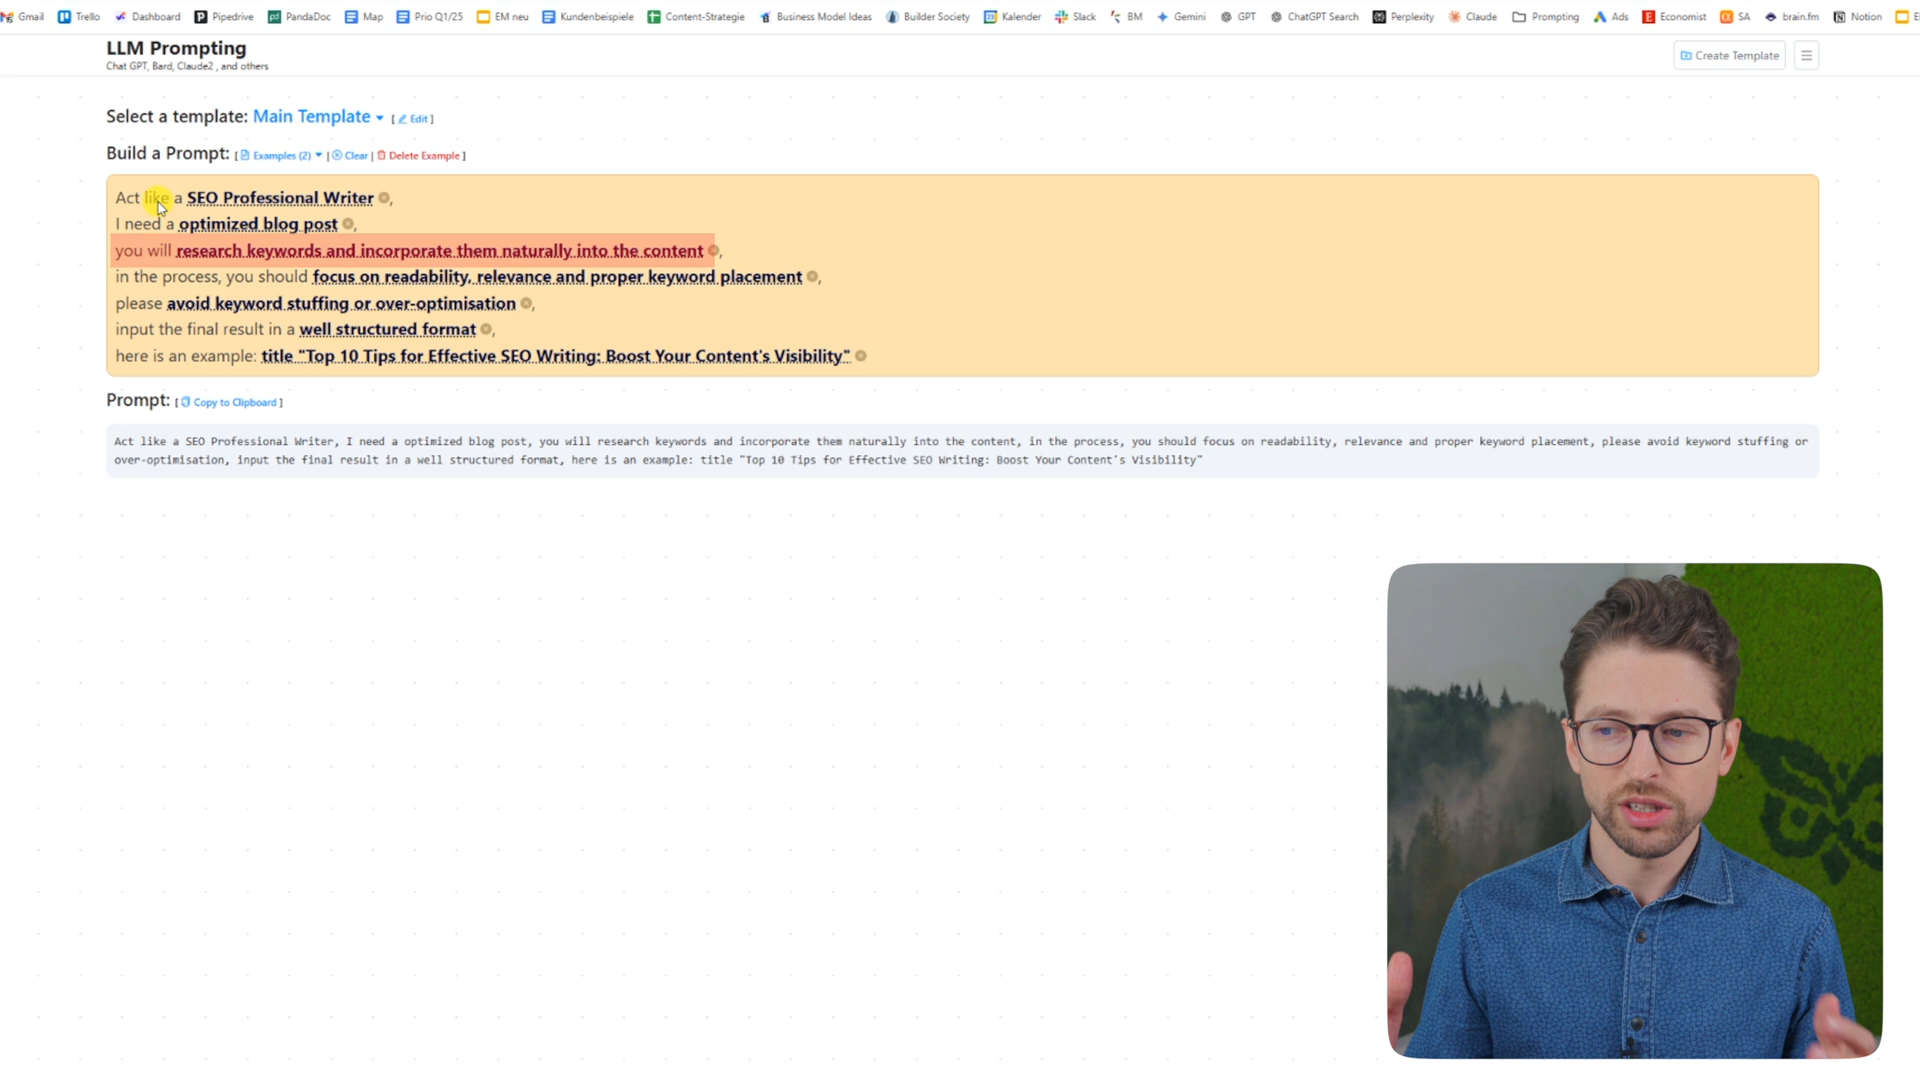 Gmail Trello Dashboard Pipedrive PandaDoc Map Prio Q1/25 EM neu Kundenbeispiele Content-Strategie Business Model Ideas Builder Society Kalender Slack BM Gemini GPT ChatGPT Search Perplexity Claude Prompting Ads Economist SA brain.fm Notion
LLM Prompting
Chat GPT, Bard, Claude2 , and others
Create Template
Select a template: Main Template [ Edit ]
Build a Prompt: [ Examples (2) | Clear | Delete Example ]
Act like a SEO Professional Writer ,
I need a optimized blog post ,
you will research keywords and incorporate them naturally into the content ,
in the process, you should focus on readability, relevance and proper keyword placement ,
please avoid keyword stuffing or over-optimisation ,
input the final result in a well structured format ,
here is an example: title "Top 10 Tips for Effective SEO Writing: Boost Your Content's Visibility"
Prompt: [ Copy to Clipboard ]
Act like a SEO Professional Writer, I need a optimized blog post, you will research keywords and incorporate them naturally into the content, in the process, you should focus on readability, relevance and proper keyword placement, please avoid keyword stuffing or
over-optimisation, input the final result in a well structured format, here is an example: title "Top 10 Tips for Effective SEO Writing: Boost Your Content's Visibility"